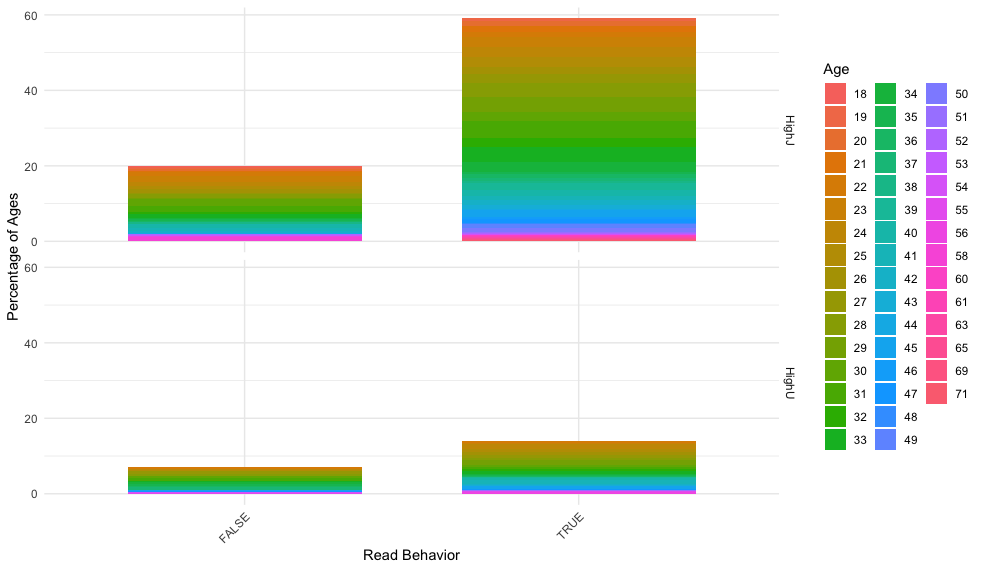 60
40
20
0
HighJ
60
40
20
0
HighU
Percentage of Ages
FALSE
TRUE
Read Behavior
Age
18 34 50
19 35 51
20 36 52
21 37 53
22 38 54
23 39 55
24 40 56
25 41 58
26 42 60
27 43 61
28 44 63
29 45 65
30 46 69
31 47 71
32 48
33 49